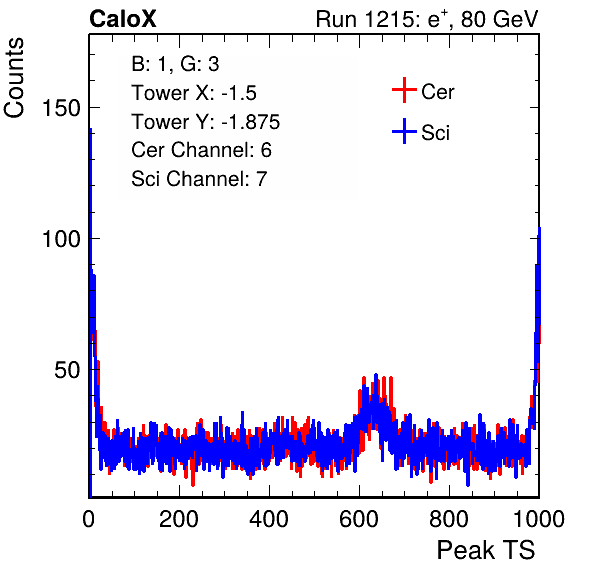 CaloX Run 1215: e⁺, 80 GeV
Counts
B: 1, G: 3
Tower X: -1.5
Tower Y: -1.875
Cer Channel: 6
Sci Channel: 7
Cer
Sci
150
100
50
0 200 400 600 800 1000
Peak TS